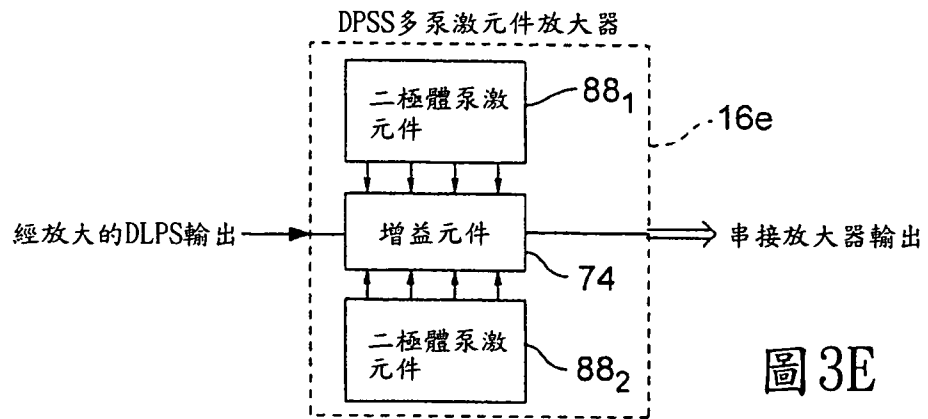 DPSS多泵激元件放大器
二極體泵激
元件
88₁
16e
經放大的DLPS輸出
增益元件
串接放大器輸出
74
二極體泵激
元件
88₂
圖3E